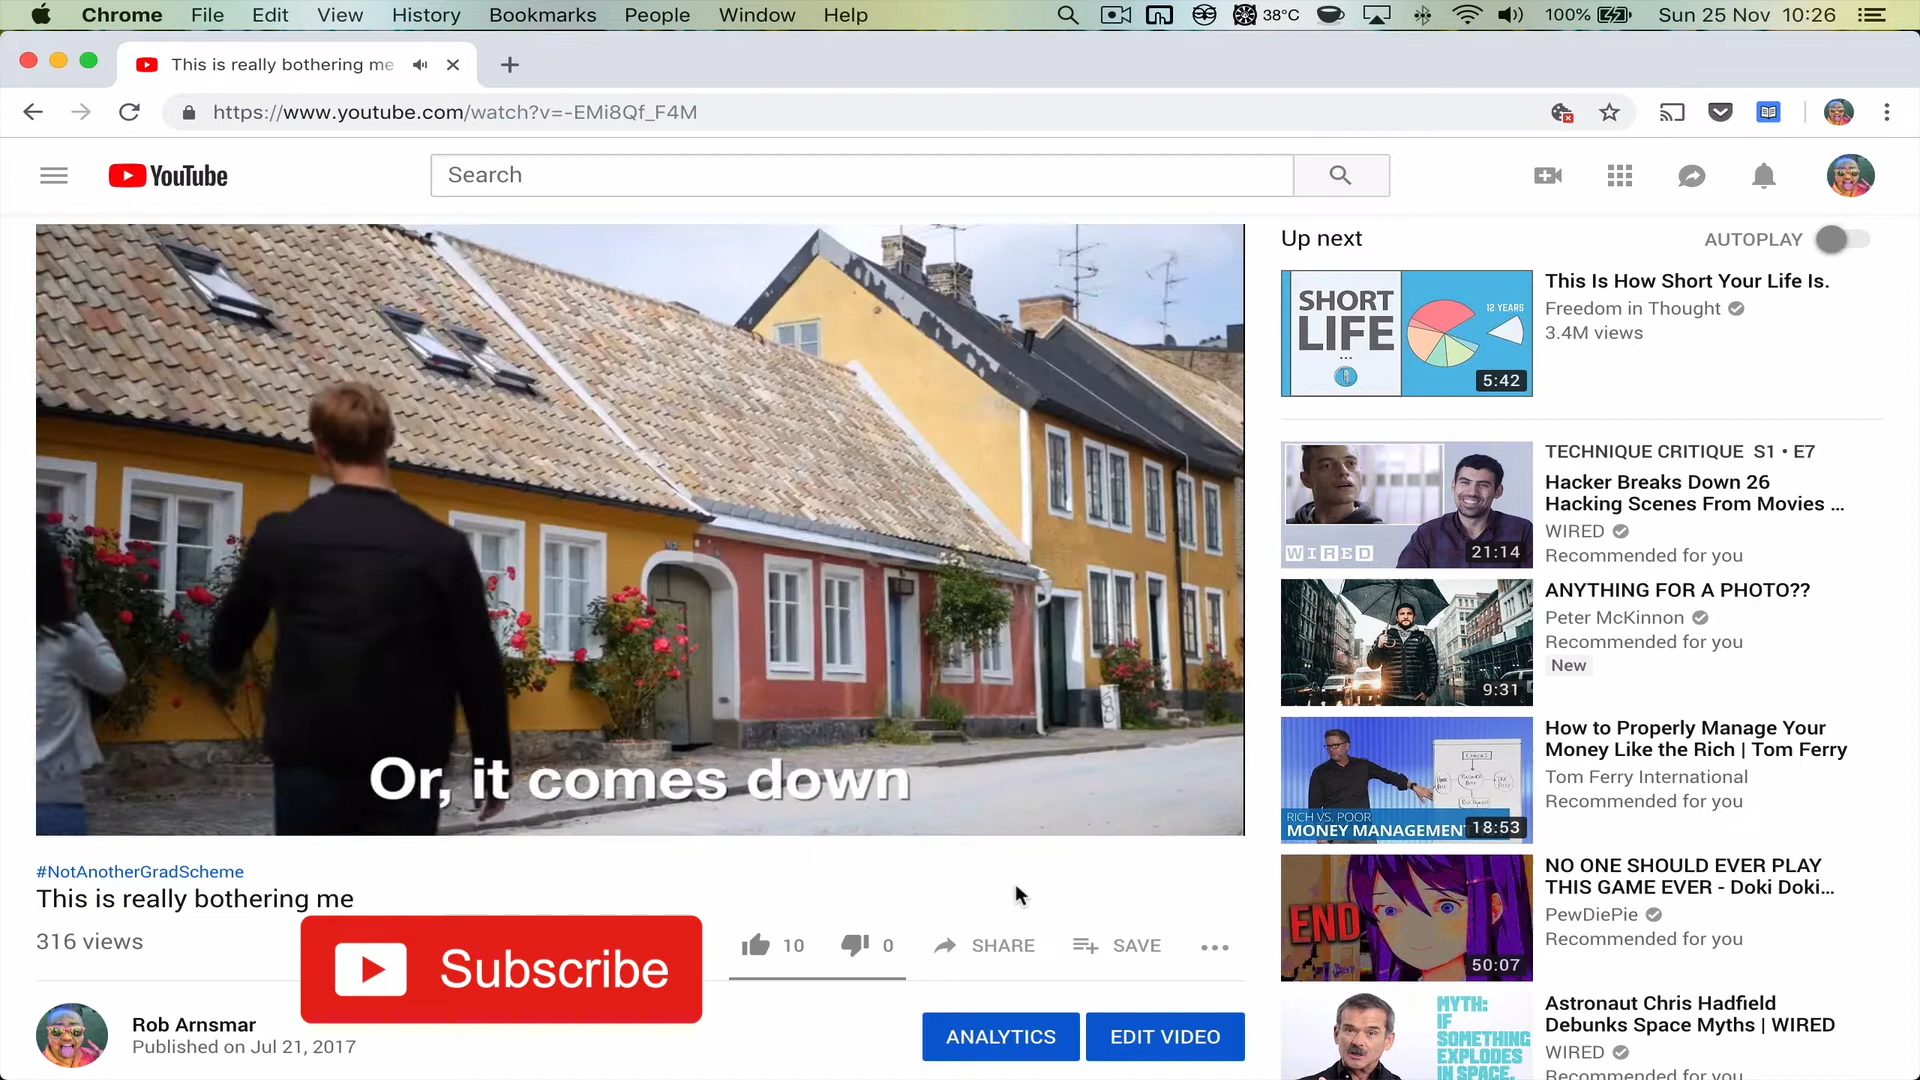 Chrome File Edit View History Bookmarks People Window Help 38°C 100% Sun 25 Nov 10:26
This is really bothering me
https://www.youtube.com/watch?v=-EMi8Qf_F4M
YouTube
Search
Or, it comes down
#NotAnotherGradScheme
This is really bothering me
316 views
Subscribe
10 0 SHARE SAVE
Rob Arnsmar
Published on Jul 21, 2017
ANALYTICS EDIT VIDEO
Up next AUTOPLAY
SHORT
LIFE
...
12 YEARS
5:42
This Is How Short Your Life Is.
Freedom in Thought
3.4M views
WIRED
21:14
TECHNIQUE CRITIQUE S1 • E7
Hacker Breaks Down 26
Hacking Scenes From Movies ...
WIRED
Recommended for you
9:31
ANYTHING FOR A PHOTO??
Peter McKinnon
Recommended for you
New
RICH VS. POOR
MONEY MANAGEMENT
18:53
How to Properly Manage Your
Money Like the Rich | Tom Ferry
Tom Ferry International
Recommended for you
END
50:07
NO ONE SHOULD EVER PLAY
THIS GAME EVER - Doki Doki...
PewDiePie
Recommended for you
MYTH:
IF
SOMETHING
EXPLODES
IN SPACE,
Astronaut Chris Hadfield
Debunks Space Myths | WIRED
WIRED
Recommended for you